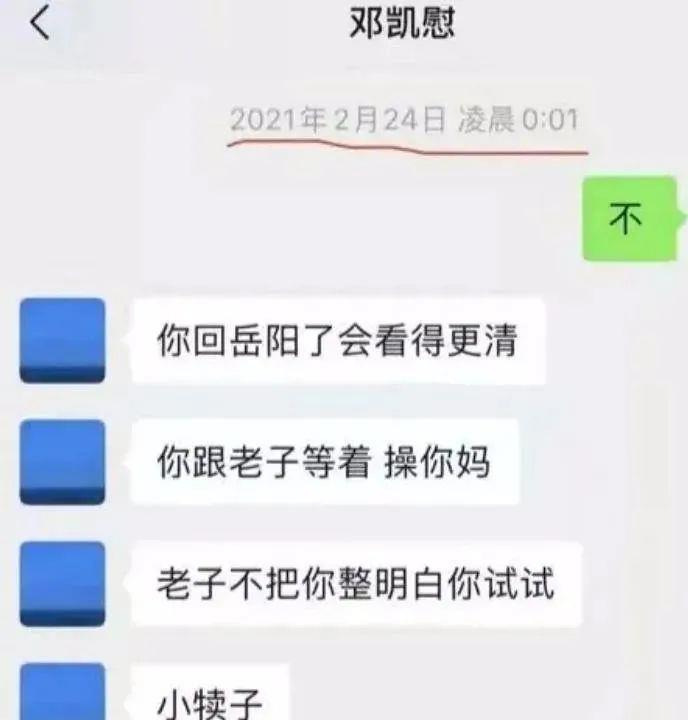 邓凯慰
2021年2月24日 凌晨0:01
不
你回岳阳了会看得更清
你跟老子等着 操你妈
老子不把你整明白你试试
小犊子